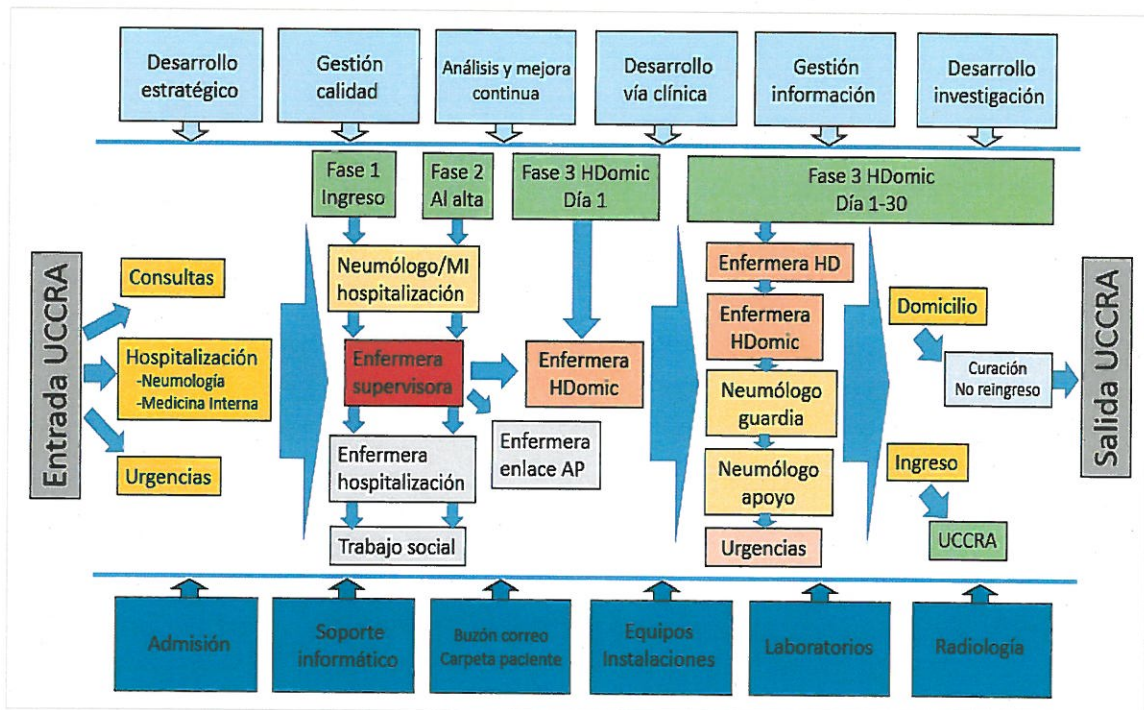 Desarrollo
estratégico
Gestión
calidad
Análisis y mejora
continua
Desarrollo
vía clínica
Gestión
información
Desarrollo
investigación
Fase 1
Ingreso
Fase 2
Al alta
Fase 3 HDomic
Día 1
Fase 3 HDomic
Día 1-30
Entrada UCCRA
Consultas
Hospitalización
-Neumología
-Medicina Interna
Urgencias
Neumólogo/MI
hospitalización
Enfermera
supervisora
Enfermera
hospitalización
Trabajo social
Enfermera
HDomic
Enfermera
enlace AP
Enfermera HD
Enfermera
HDomic
Neumólogo
guardia
Neumólogo
apoyo
Urgencias
Domicilio
Curación
No reingreso
Ingreso
UCCRA
Salida UCCRA
Admisión
Soporte
informático
Buzón correo
Carpeta paciente
Equipos
Instalaciones
Laboratorios
Radiología